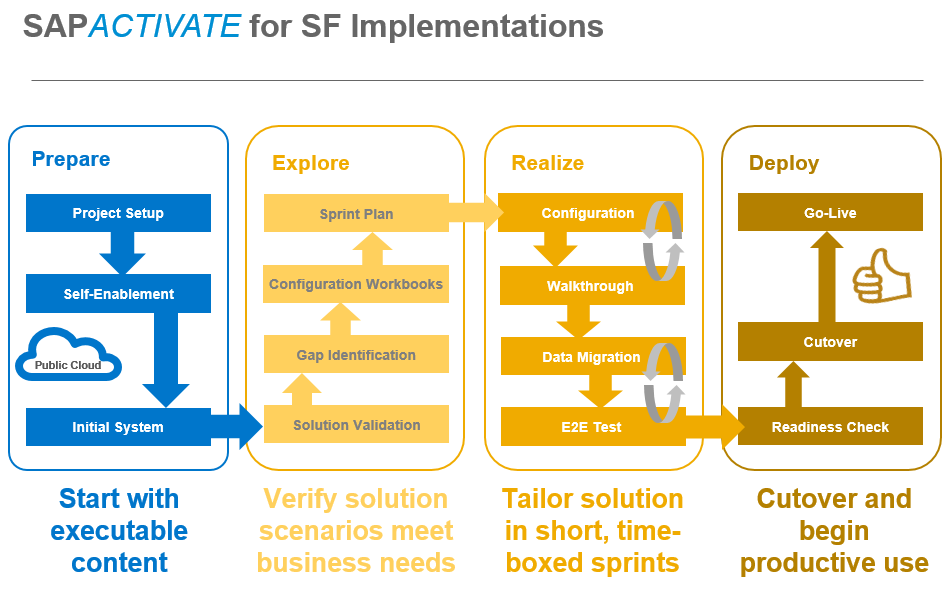 SAPACTIVATE for SF Implementations
Prepare
Project Setup
Self-Enablement
Public Cloud
Initial System
Start with
executable
content
Explore
Sprint Plan
Configuration Workbooks
Gap Identification
Solution Validation
Verify solution
scenarios meet
business needs
Realize
Configuration
Walkthrough
Data Migration
E2E Test
Tailor solution
in short, time-
boxed sprints
Deploy
Go-Live
Cutover
Readiness Check
Cutover and
begin
productive use